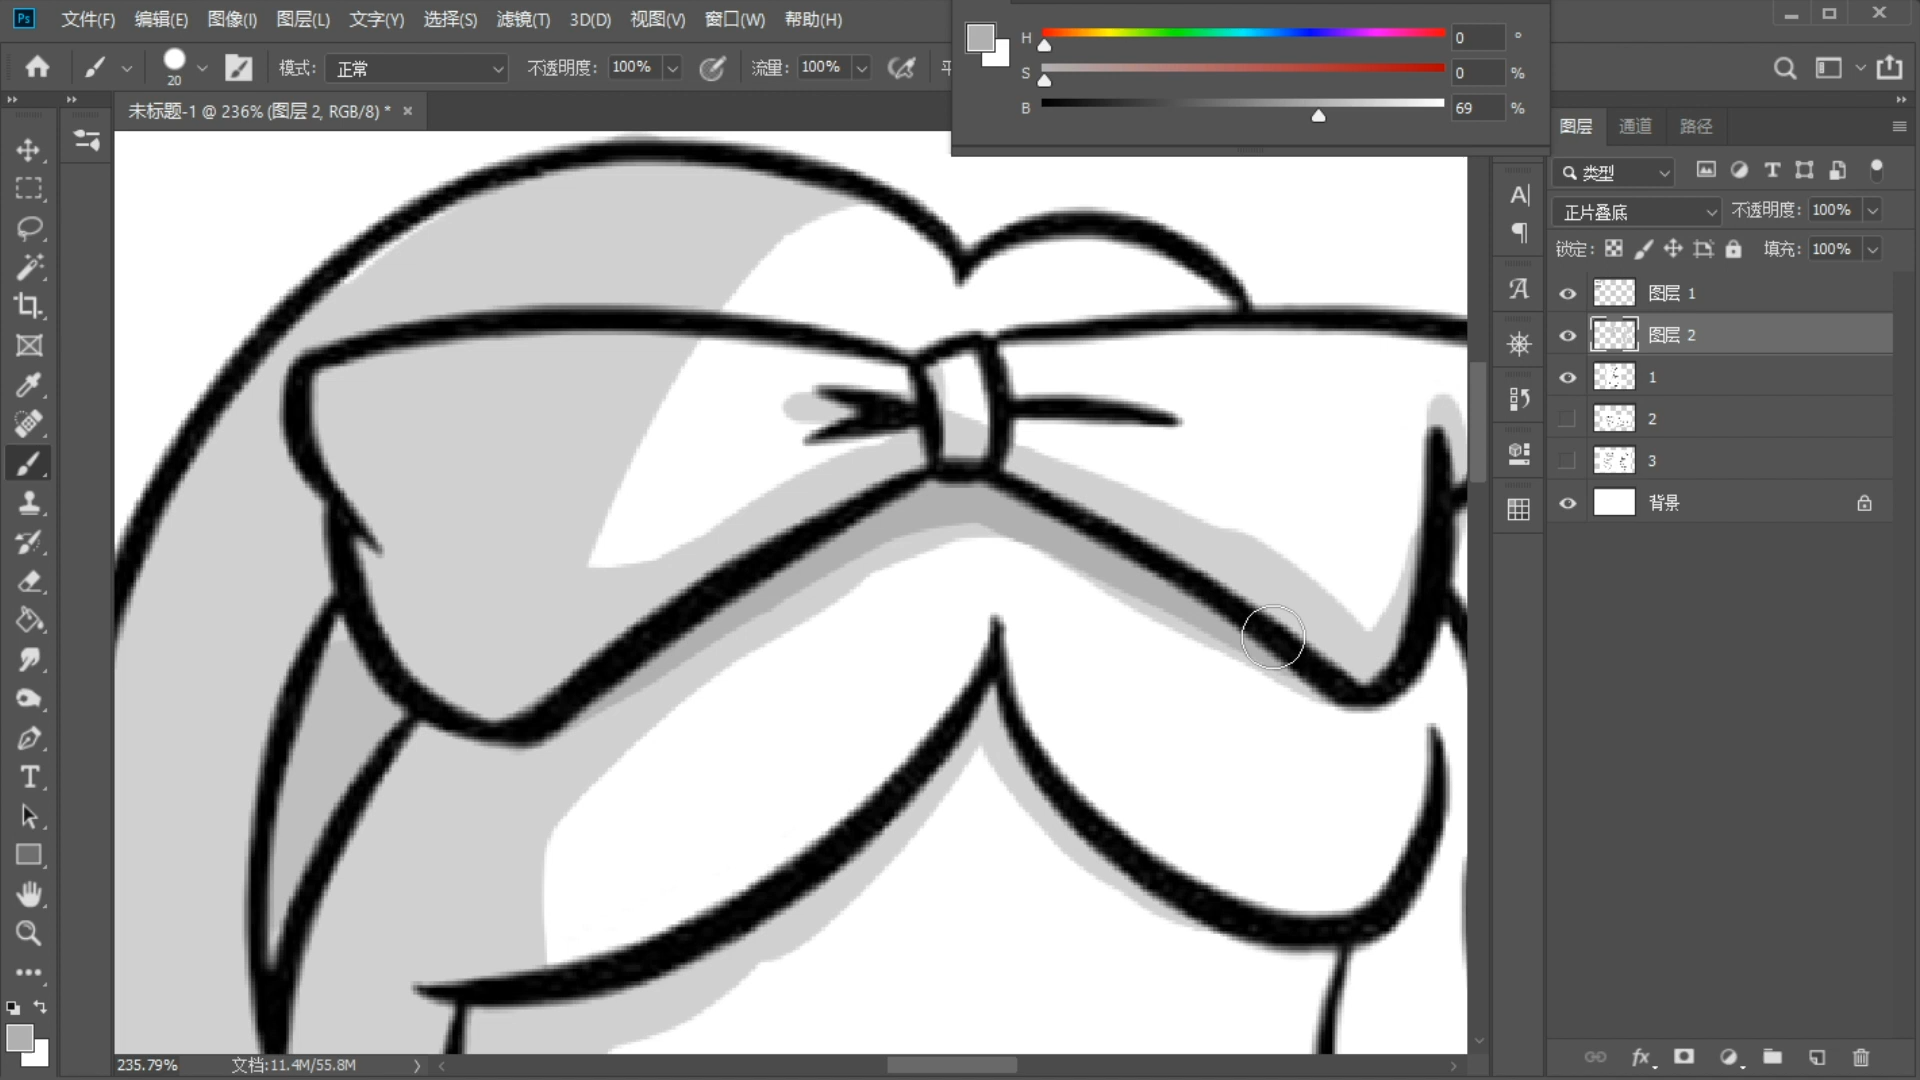 Ps 文件(F) 编辑(E) 图像(I) 图层(L) 文字(Y) 选择(S) 滤镜(T) 3D(D) 视图(V) 窗口(W) 帮助(H)
20 模式: 正常 不透明度: 100% 流量: 100% 平
H 0 °
S 0 %
B 69 %
未标题-1 @ 236% (图层 2, RGB/8) * ×
图层 通道 路径
类型
正片叠底 不透明度: 100%
锁定: 填充: 100%
图层 1
图层 2
1
2
3
背景
fx
235.79% 文档:11.4M/55.8M